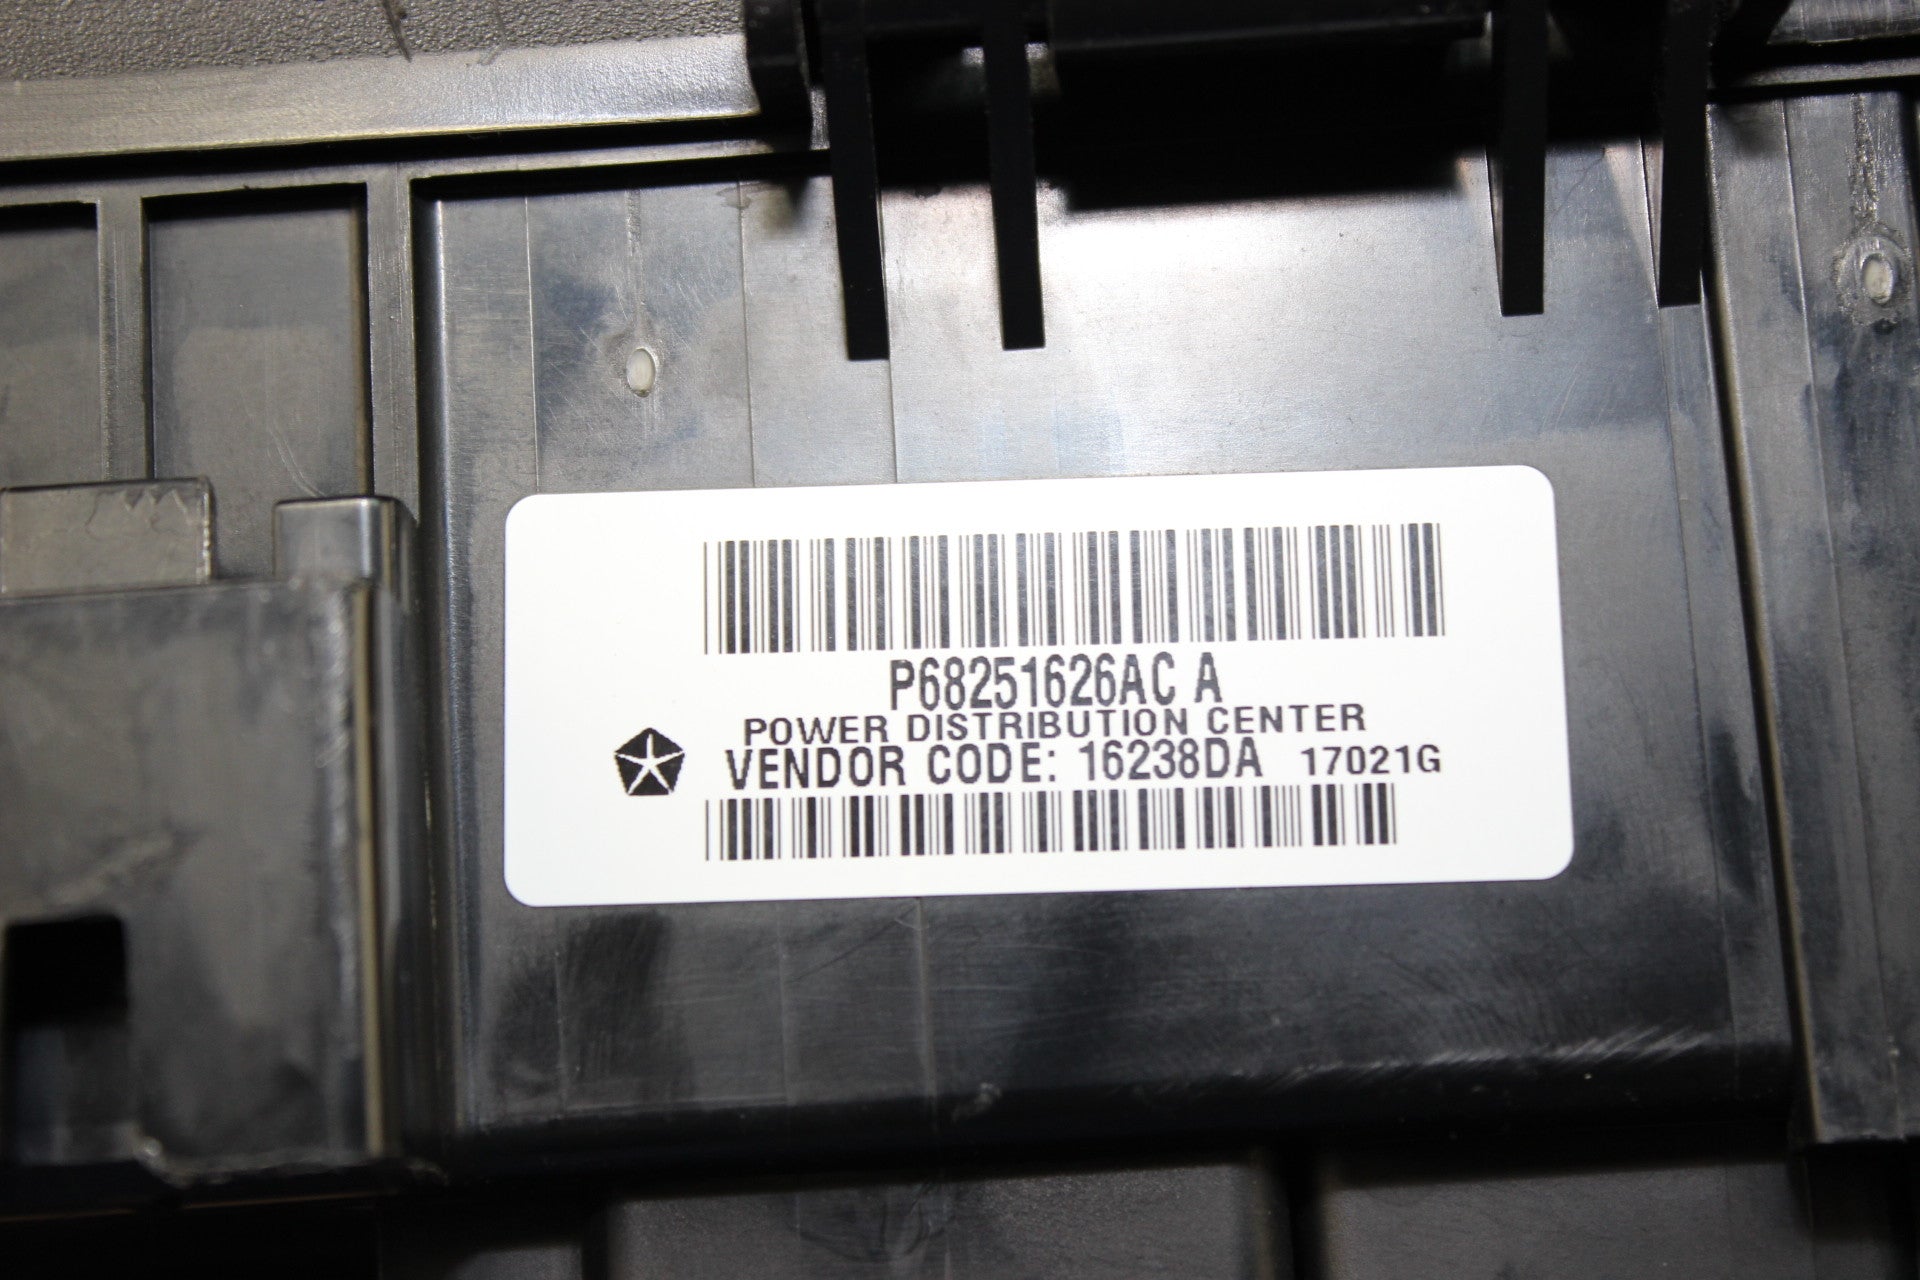 P68251626AC A
POWER DISTRIBUTION CENTER
VENDOR CODE: 16238DA 17021G